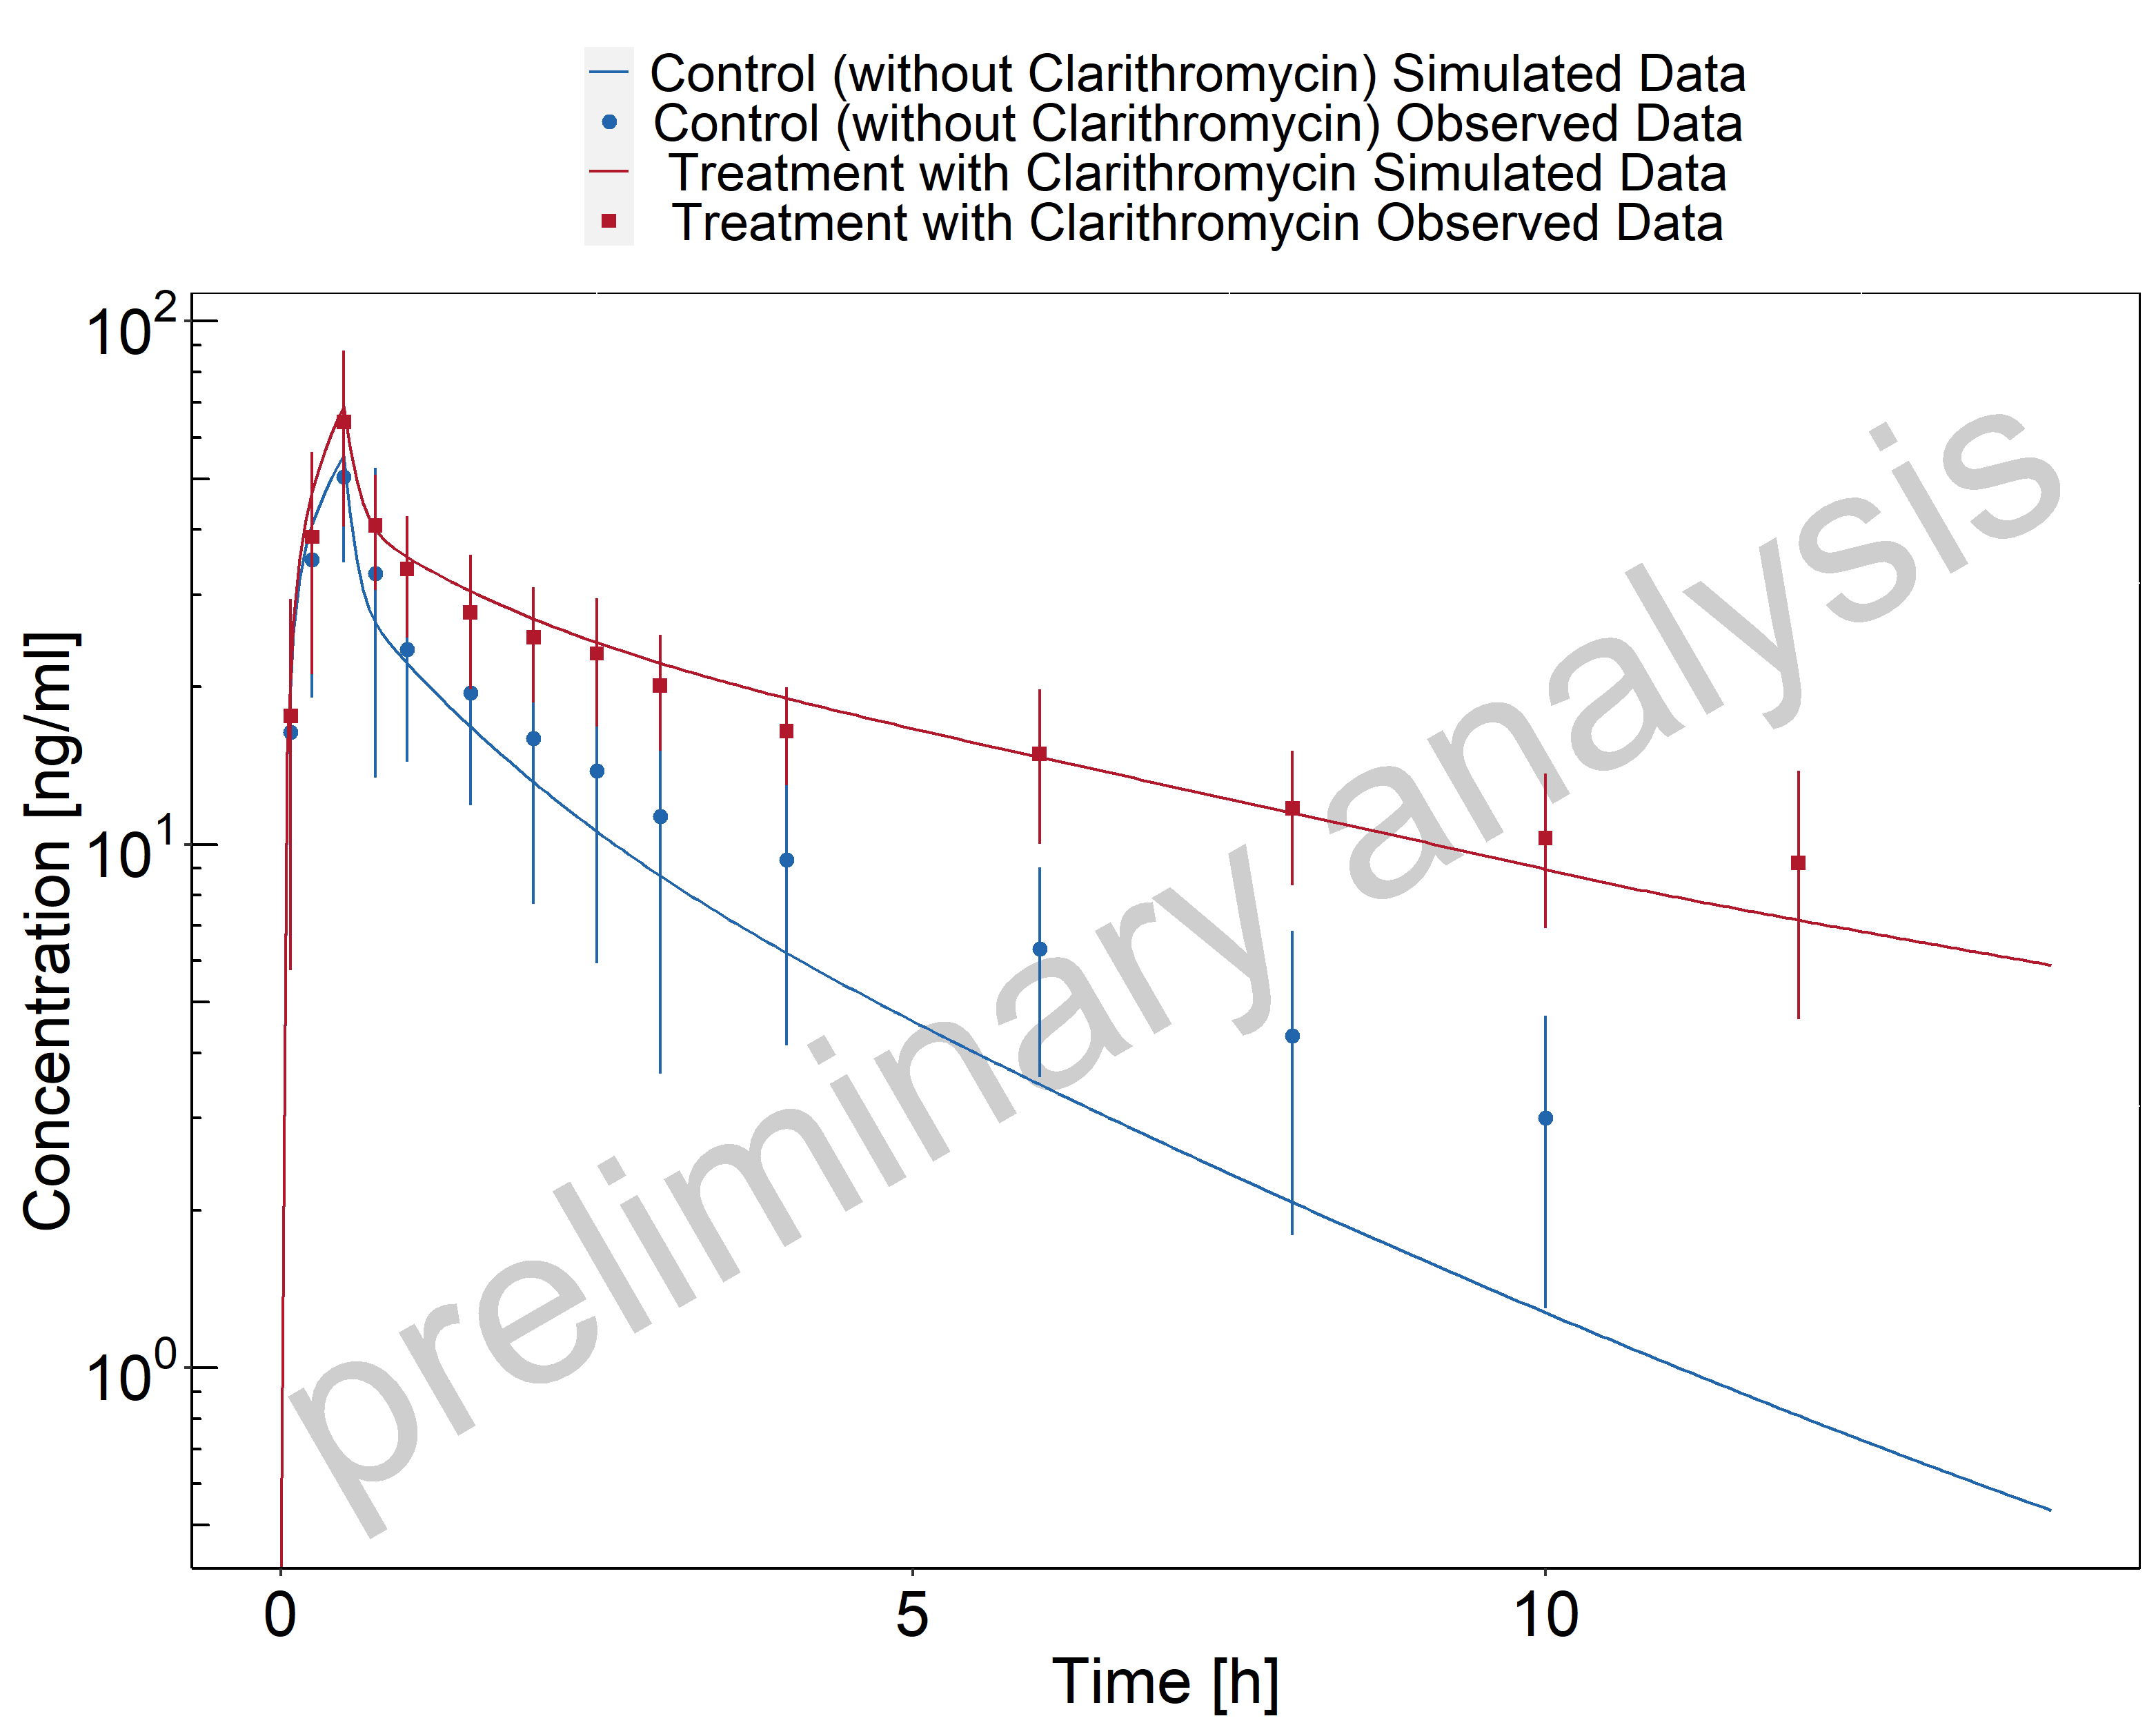 Control (without Clarithromycin) Simulated Data
Control (without Clarithromycin) Observed Data
Treatment with Clarithromycin Simulated Data
Treatment with Clarithromycin Observed Data
10²
10¹
10⁰
Concentration [ng/ml]
preliminary analysis
0 5 10
Time [h]